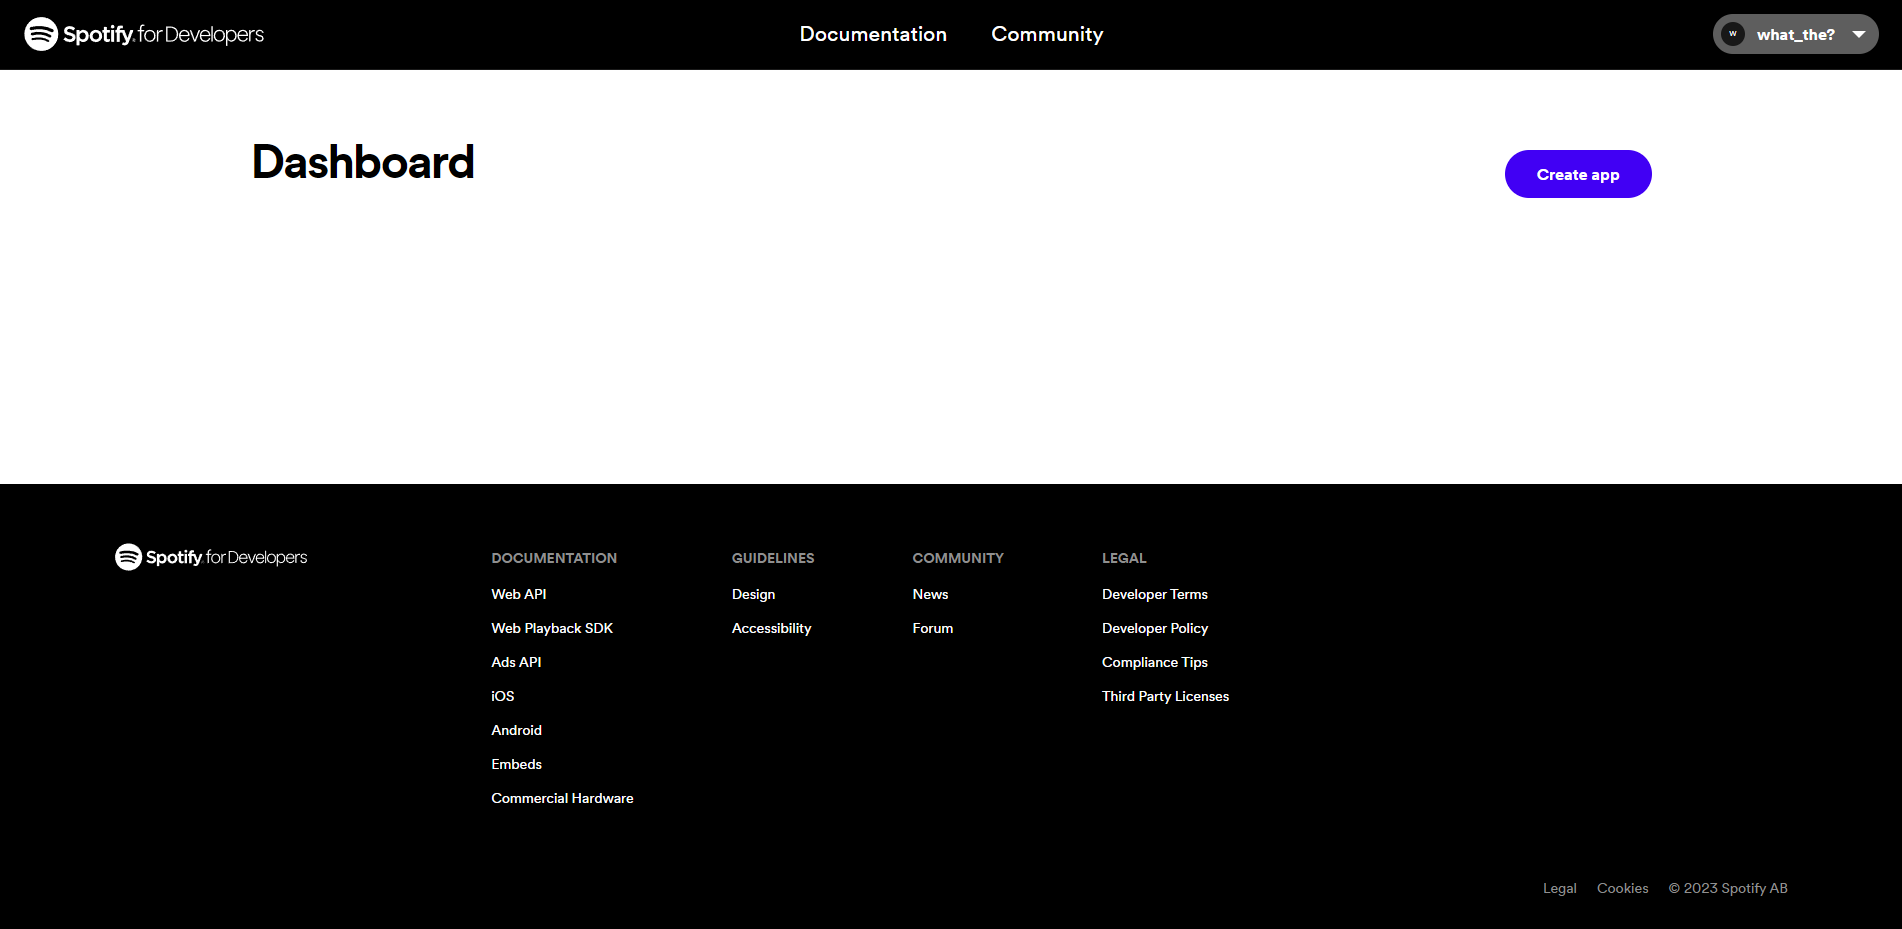 Spotify for Developers
Documentation
Community
W
what_the?
Dashboard
Create app
Spotify for Developers
DOCUMENTATION
Web API
Web Playback SDK
Ads API
iOS
Android
Embeds
Commercial Hardware
GUIDELINES
Design
Accessibility
COMMUNITY
News
Forum
LEGAL
Developer Terms
Developer Policy
Compliance Tips
Third Party Licenses
Legal
Cookies
© 2023 Spotify AB